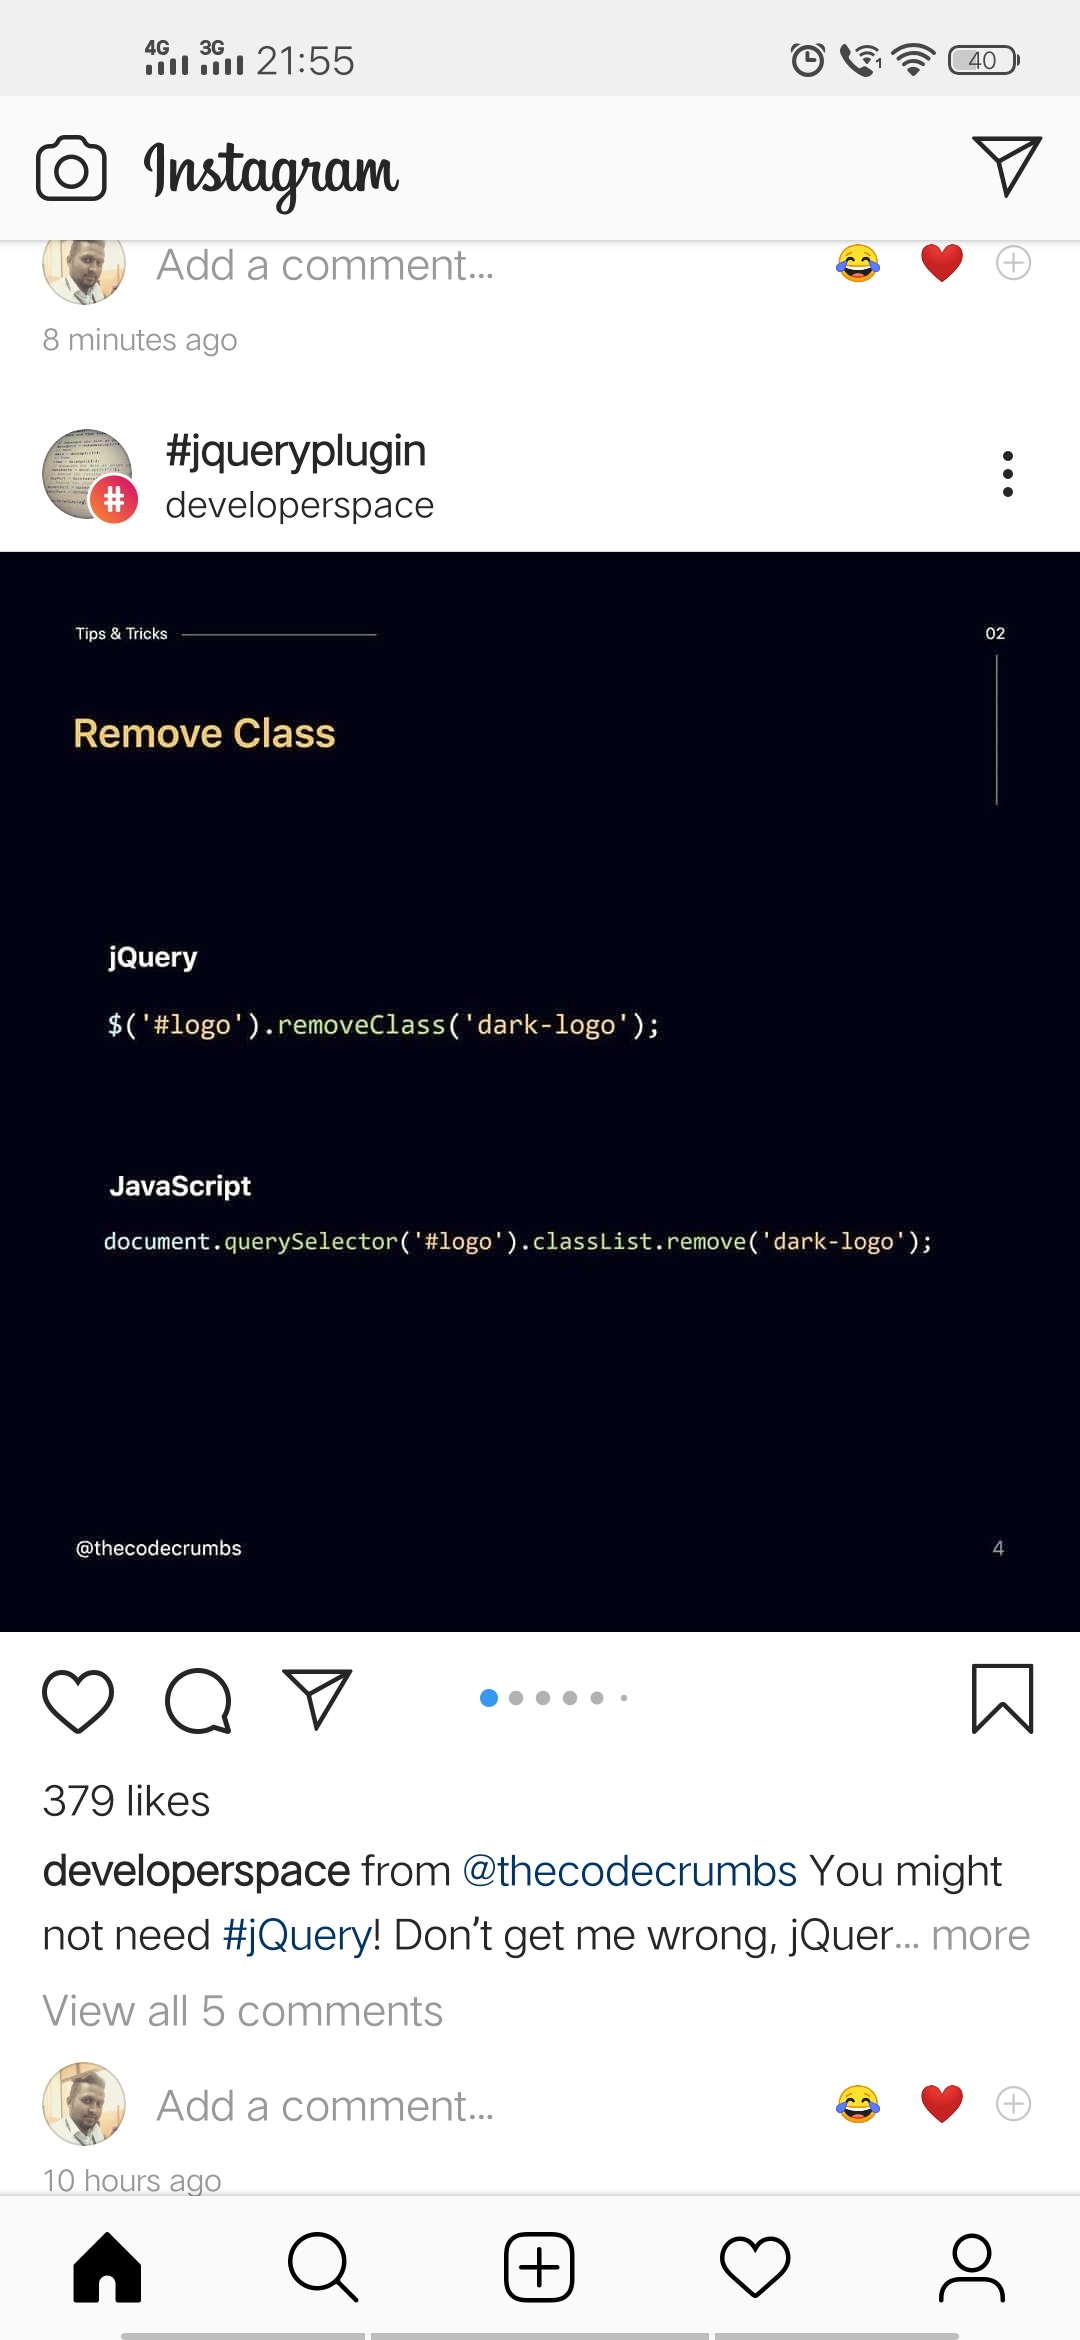 4G 3G 21:55 1 40
Instagram
Add a comment...
8 minutes ago
#jqueryplugin
#
developerspace
Tips & Tricks 02
Remove Class
jQuery
$('#logo').removeClass('dark-logo');
JavaScript
document.querySelector('#logo').classList.remove('dark-logo');
@thecodecrumbs 4
379 likes
developerspace from @thecodecrumbs You might
not need #jQuery! Don’t get me wrong, jQuer... more
View all 5 comments
Add a comment...
10 hours ago